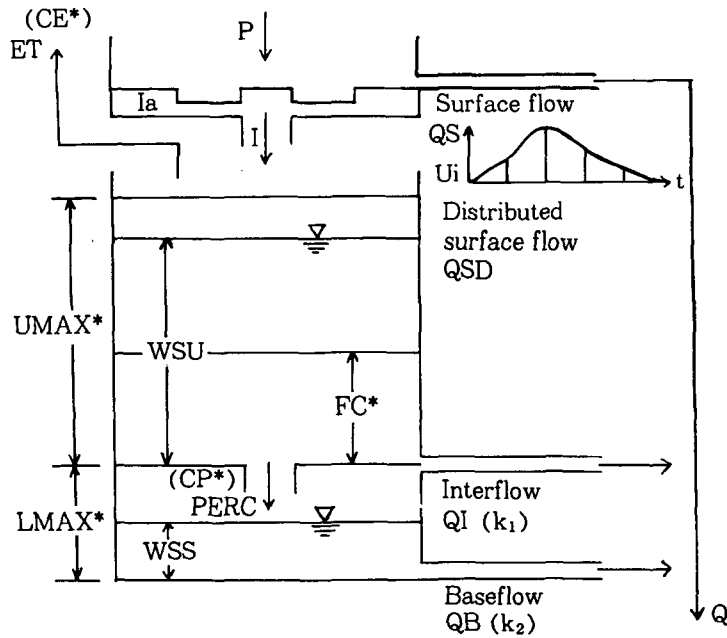 (CE*)
ET
P
Ia
I
Surface flow
QS
Ui
t
Distributed
surface flow
QSD
UMAX*
WSU
FC*
(CP*)
PERC
LMAX*
WSS
Interflow
QI (k₁)
Baseflow
QB (k₂)
Q